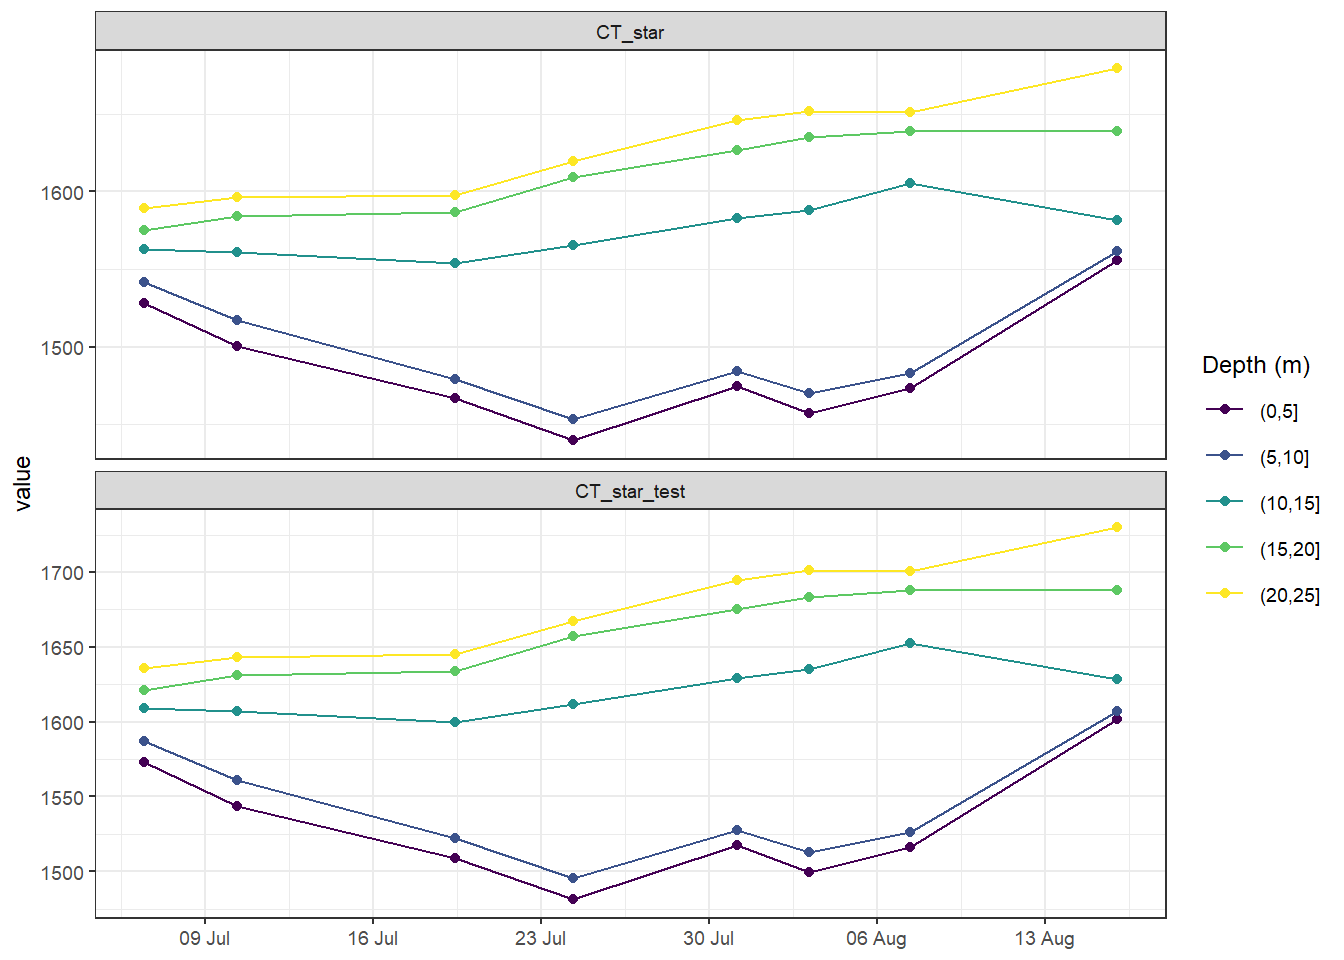 CT_star
1600
1500
value
CT_star_test
1700
1650
1600
1550
1500
09 Jul 16 Jul 23 Jul 30 Jul 06 Aug 13 Aug
Depth (m)
(0,5]
(5,10]
(10,15]
(15,20]
(20,25]